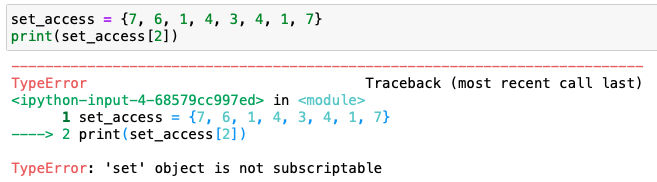 set_access = {7, 6, 1, 4, 3, 4, 1, 7}
print(set_access[2])
---------------------------------------------------------------------------
TypeError                                 Traceback (most recent call last)
<ipython-input-4-68579cc997ed> in <module>
      1 set_access = {7, 6, 1, 4, 3, 4, 1, 7}
----> 2 print(set_access[2])
TypeError: 'set' object is not subscriptable